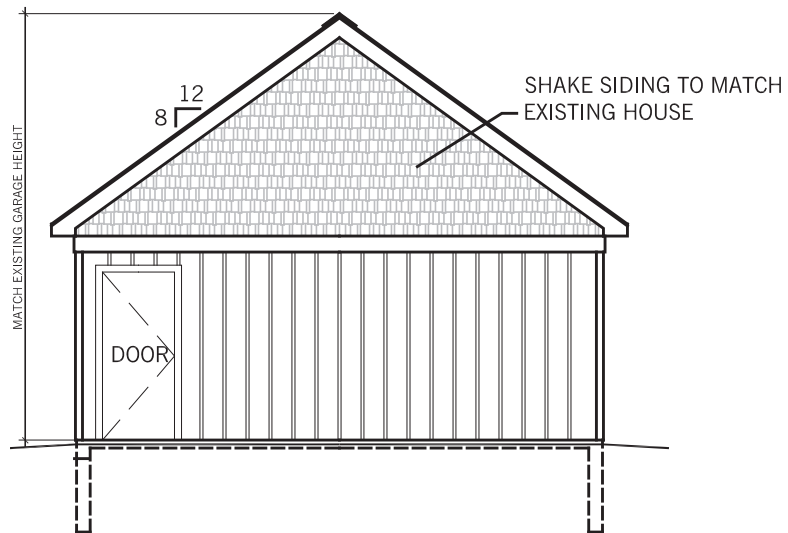 12
8
SHAKE SIDING TO MATCH
EXISTING HOUSE
MATCH EXISTING GARAGE HEIGHT
DOOR